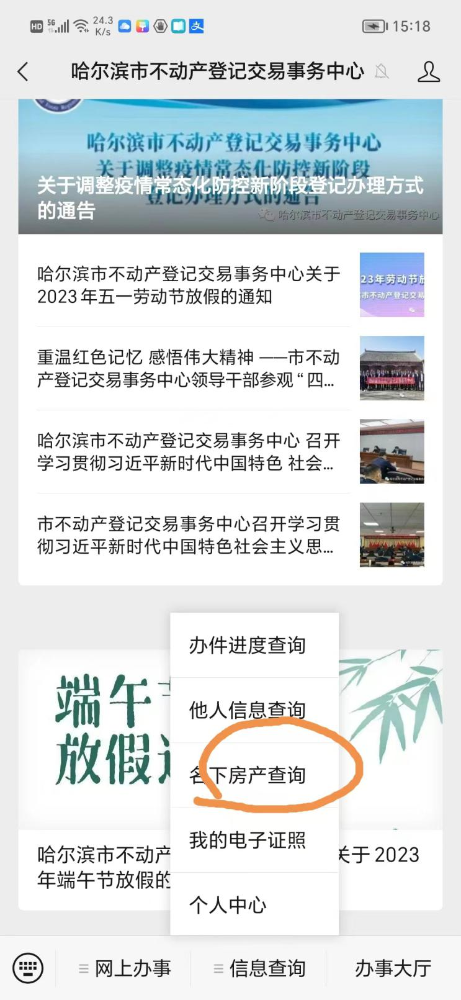 HD 5G 24.3 K/s 支 15:18
哈尔滨市不动产登记交易事务中心
哈尔滨市不动产登记交易事务中心
关于调整疫情常态化防控新阶段
登记办理方式的通告
关于调整疫情常态化防控新阶段登记办理方式
的通告
哈尔滨市不动产登记交易事务中心
哈尔滨市不动产登记交易事务中心关于
2023年五一劳动节放假的通知
23年劳动节放
市不动产登记交易
重温红色记忆 感悟伟大精神 ——市不动
产登记交易事务中心领导干部参观“四...
哈尔滨市不动产登记交易事务中心 召开
学习贯彻习近平新时代中国特色 社会...
市不动产登记交易事务中心召开学习贯
彻习近平新时代中国特色社会主义思...
端午节
放假通
办件进度查询
他人信息查询
名下房产查询
我的电子证照
个人中心
哈尔滨市不动产 关于2023
年端午节放假的
网上办事
信息查询
办事大厅